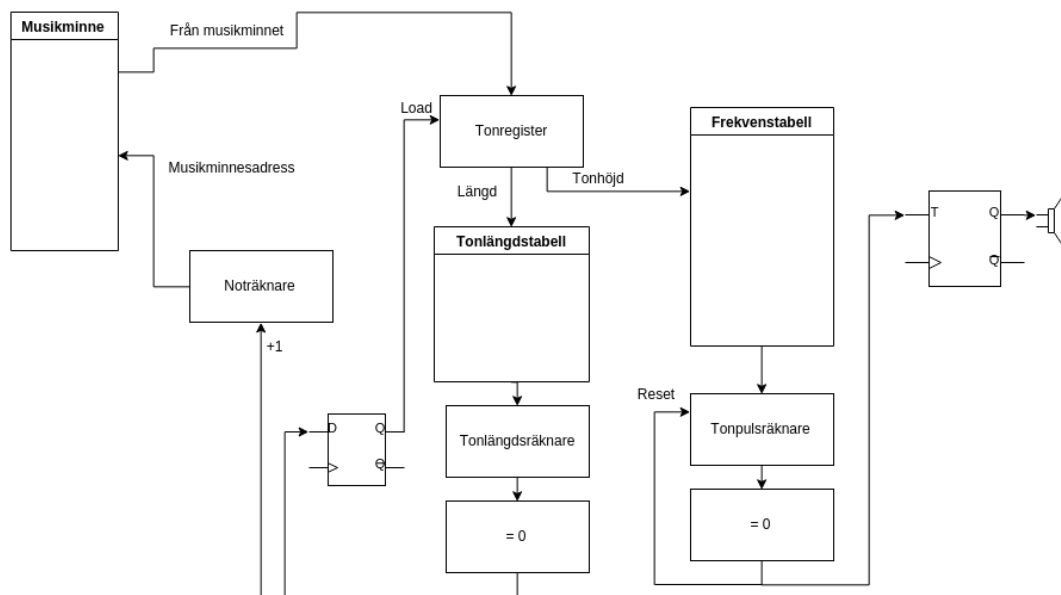 Musikminne
Från musikminnet
Load
Tonregister
Frekvenstabell
Musikminnesadress
Längd
Tonhöjd
T
Q
Q̅
Tonlängdstabell
Noträknare
+1
Reset
D
Q
Q̅
Tonlängdsräknare
Tonpulsräknare
= 0
= 0